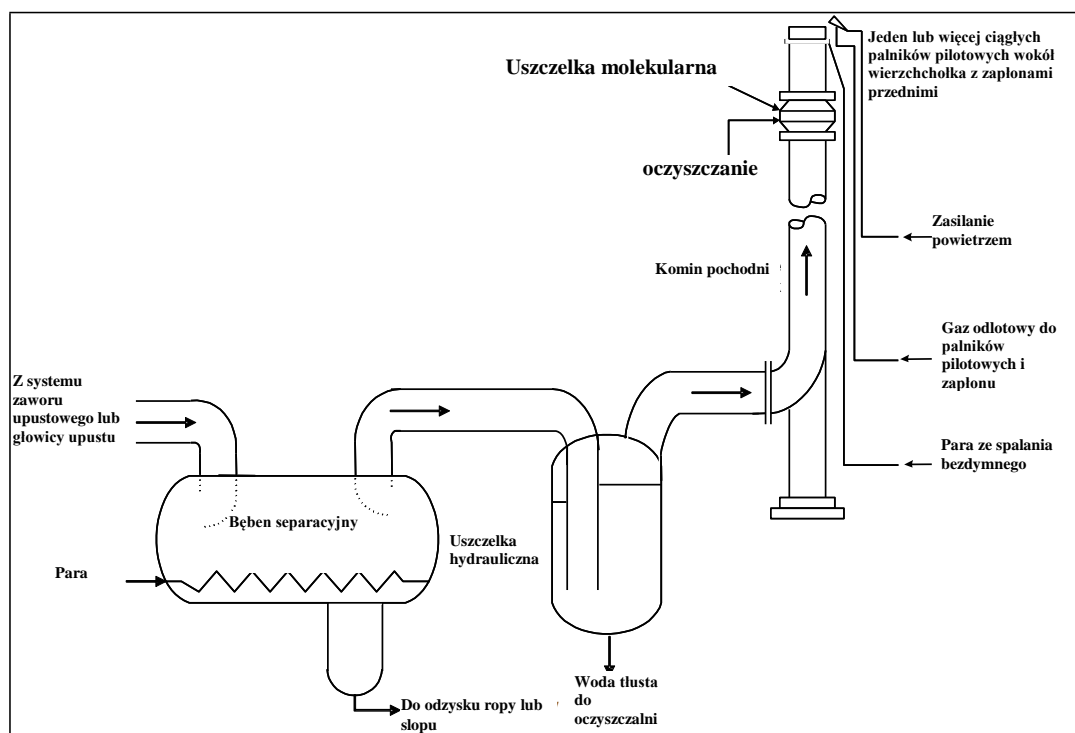 Jeden lub więcej ciągłych
palników pilotowych wokół
wierzchchołka z zapłonami
przednimi
Uszczelka molekularna
oczyszczanie
Zasilanie
powietrzem
Komin pochodni
Gaz odlotowy do
palników
pilotowych i
zapłonu
Z systemu
zaworu
upustowego lub
głowicy upustu
Para ze spalania
bezdymnego
Bęben separacyjny
Uszczelka
hydrauliczna
Para
Woda tłusta
do
oczyszczalni
Do odzysku ropy lub
slopu